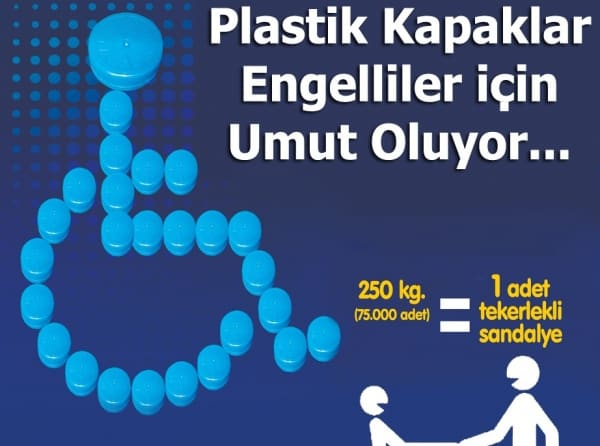 Plastik Kapaklar
Engelliler için
Umut Oluyor...
250 kg.
(75.000 adet)
=
1 adet
tekerlekli
sandalye